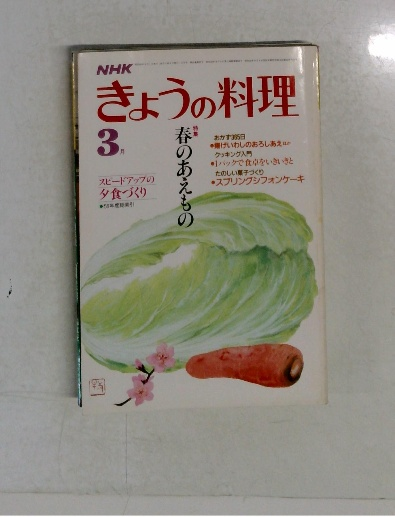 NHK
きょうの料理
3月
特集
春のあえもの
おかず365日
●揚げいわしのおろしあえ ほか
クッキング入門
●1パックで食卓をいきいきと
たのしい菓子づくり
●スプリングシフォンケーキ
スピードアップの
夕食づくり